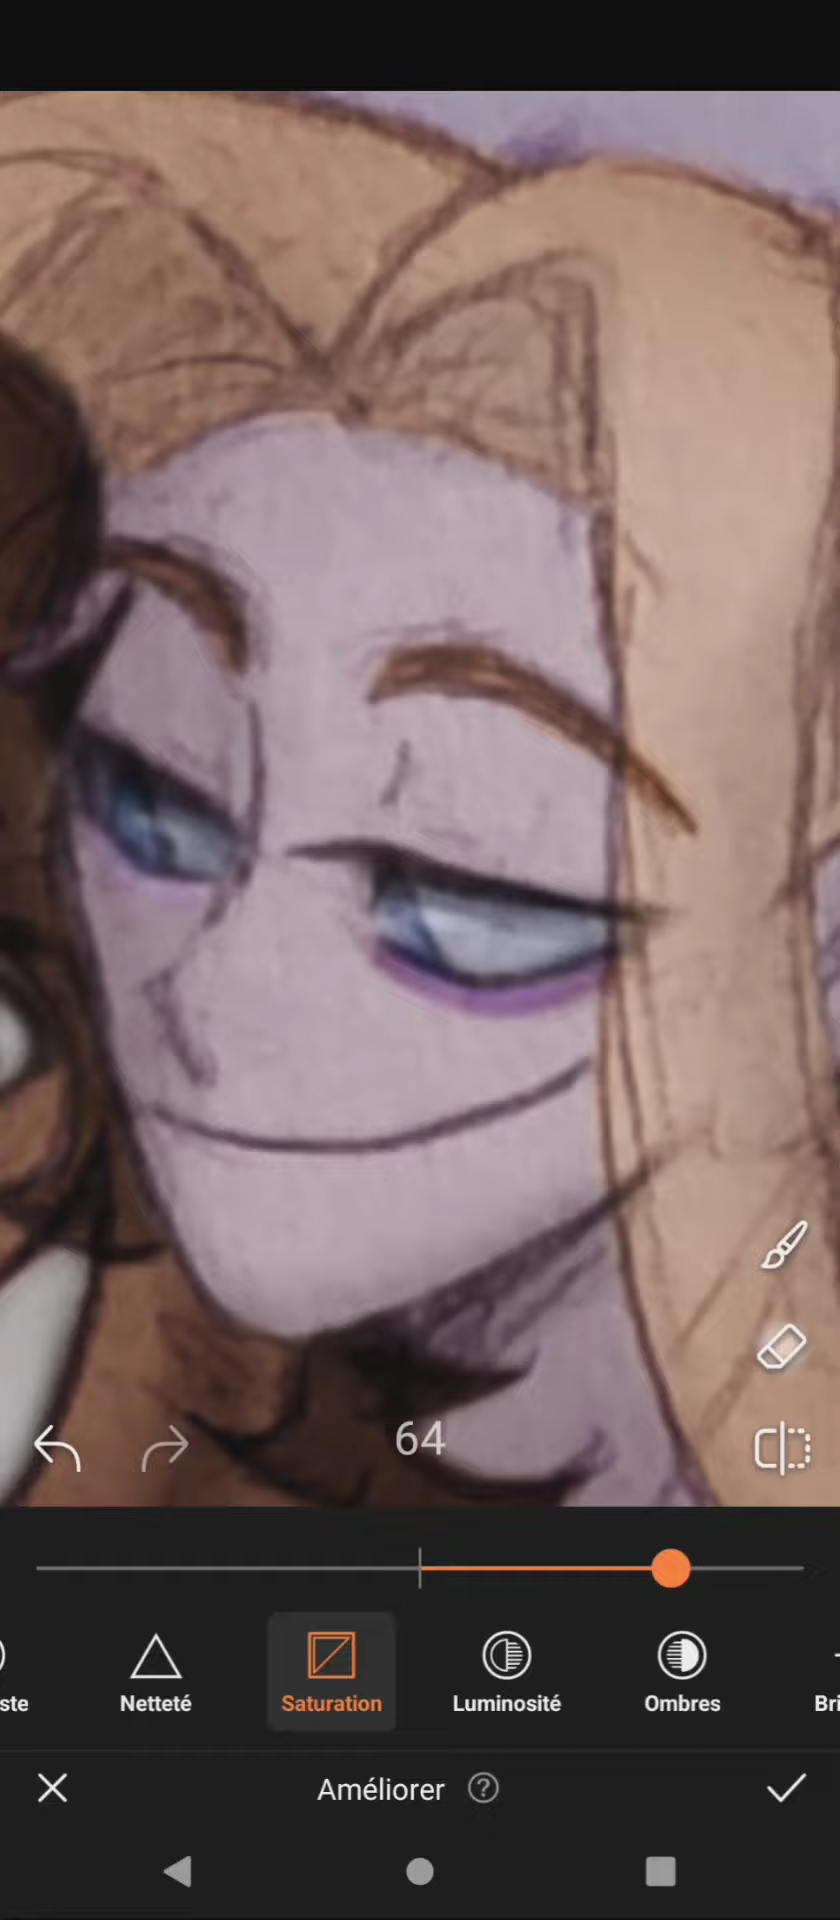 64
ste
Netteté
Saturation
Luminosité
Ombres
Bri
Améliorer
?